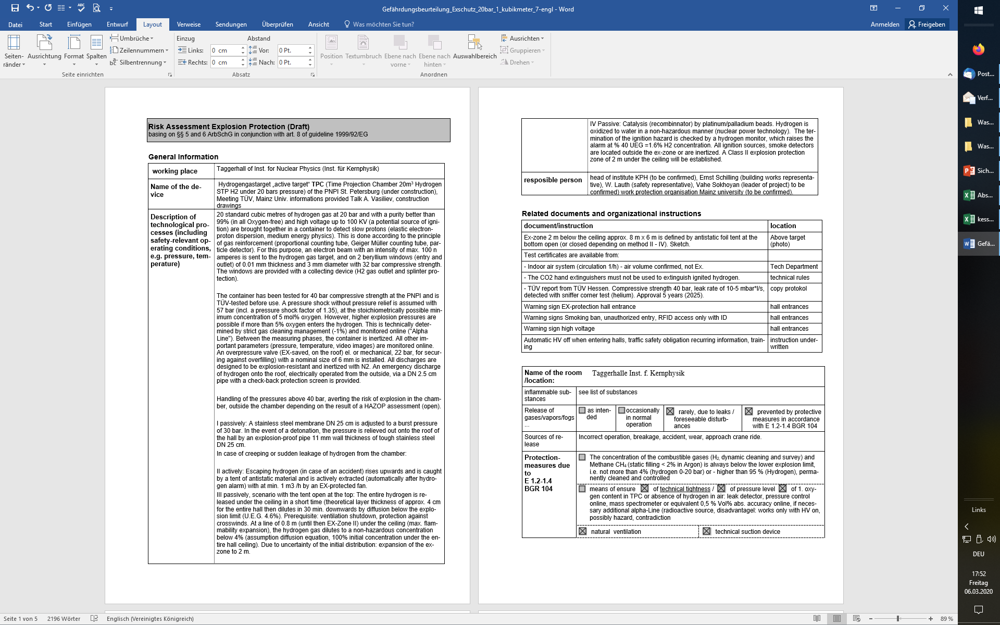 Gefährdungsbeurteilung_Exschutz_20bar_1_kubikmeter_7-engl - Word
Datei Start Einfügen Entwurf Layout Verweise Sendungen Überprüfen Ansicht Was möchten Sie tun? Anmelden Freigeben
Seiten-
ränder
Ausrichtung
Format
Spalten
Umbrüche
Zeilennummern
Silbentrennung
Seite einrichten
Einzug
Links: 0 cm
Rechts: 0 cm
Abstand
Vor: 0 Pt.
Nach: 0 Pt.
Absatz
Position
Textumbruch
Ebene nach
vorne
Ebene nach
hinten
Auswahlbereich
Ausrichten
Gruppieren
Drehen
Anordnen
Risk Assessment Explosion Protection (Draft)
basing on §§ 5 and 6 ArbSchG in conjunction with art. 8 of guideline 1999/92/EG
General Information
working place
Taggerhall of Inst. for Nuclear Physics (Inst. für Kernphysik)
Name of the de-
vice
Hydrogengastarget „active target“ TPC (Time Projection Chamber 20m³ Hydrogen
STP H2 under 20 bars pressure) of the PNPI St. Petersburg (under construction),
Meeting TÜV, Mainz Univ. informations provided Talk A. Vasiliev, construction
drawings
Description of
technological pro-
cesses (including
safety-relevant op-
erating conditions,
e.g. pressure, tem-
perature)
20 standard cubic metres of hydrogen gas at 20 bar and with a purity better than
99% (in all Oxygen-free) and high voltage up to 100 KV (a potential source of igni-
tion) are brought together in a container to detect slow protons (elastic electron-
proton dispersion, medium energy physics). This is done according to the principle
of gas reinforcement (proportional counting tube, Geiger Müller counting tube, par-
ticle detector). For this purpose, an electron beam with an intensity of max. 100 n
amperes is sent to the hydrogen gas target, and on 2 beryllium windows (entry and
outlet) of 0.01 mm thickness and 3 mm diameter with 32 bar compressive strength.
The windows are provided with a collecting device (H2 gas outlet and splinter pro-
tection).
The container has been tested for 40 bar compressive strength at the PNPI and is
TÜV-tested before use. A pressure shock without pressure relief is assumed with
57 bar (incl. a pressure shock factor of 1.35), at the stoichiometrically possible min-
imum concentration of 5 mol% oxygen. However, higher explosion pressures are
possible if more than 5% oxygen enters the hydrogen. This is technically deter-
mined by strict gas cleaning management (-1%) and monitored online ("Alpha
Line"). Between the measuring phases, the container is inertized. All other im-
portant parameters (pressure, temperature, video images) are monitored online.
An overpressure valve (EX-saved, on the roof) el. or mechanical, 22 bar, for secur-
ing against overfilling) with a nominal size of 6 mm is installed. All discharges are
designed to be explosion-resistant and inertized with N2. An emergency discharge
of hydrogen onto the roof, electrically operated from the outside, via a DN 2.5 cm
pipe with a check-back protection screen is provided.
Handling of the pressures above 40 bar, averting the risk of explosion in the cham-
ber, outside the chamber depending on the result of a HAZOP assessment (open).
I passively: A stainless steel membrane DN 25 cm is adjusted to a burst pressure
of 30 bar. In the event of a detonation, the pressure is relieved out onto the roof of
the hall by an explosion-proof pipe 11 mm wall thickness of tough stainless steel
DN 25 cm.
In case of creeping or sudden leakage of hydrogen from the chamber:
II actively: Escaping hydrogen (in case of an accident) rises upwards and is caught
by a tent of antistatic material and is actively extracted (automatically after hydro-
gen alarm) with at min. 1 m3 /h by an EX-protected fan.
III passively, scenario with the tent open at the top: The entire hydrogen is re-
leased under the ceiling in a short time (theoretical layer thickness of approx. 4 cm
for the entire hall then dilutes in 30 min. downwards by diffusion below the explo-
sion limit (U.E.G. 4.6%). Prerequisite: ventilation shutdown, protection against
crosswinds. At a line of 0.8 m (until then EX-Zone II) under the ceiling (max. flam-
mability expansion), the hydrogen gas dilutes to a non-hazardous concentration
below 4% (assumption diffusion equation, 100% initial concentration under the en-
tire hall ceiling). Due to uncertainty of the initial distribution: expansion of the ex-
zone to 2 m.
IV Passive: Catalysis (recombinnator) by platinum/palladium beads. Hydrogen is
oxidized to water in a non-hazardous manner (nuclear power technology). The ter-
mination of the ignition hazard is checked by a hydrogen monitor, which raises the
alarm at % 40 UEG =1.6% H2 concentration. All ignition sources, smoke detectors
are located outside the ex-zone or are inertized. A Class II explosion protection
zone of 2 m under the ceiling will be established.
resposible person
head of institute KPH (to be confirmed), Ernst Schilling (building works representa-
tive), W. Lauth (safety representative), Vahe Sokhoyan (leader of project) to be
confirmed) work protection organisation Mainz university (to be confirmed).
Related documents and organizational instructions
document/instruction location
Ex-zone 2 m below the ceiling approx. 8 m x 6 m is defined by antistatic foil tent at the
bottom open (or closed depending on method II - IV). Sketch.
Above target
(photo)
Test certificates are available from:
- Indoor air system (circulation 1/h) - air volume confirmed, not Ex. Tech Department
- The CO2 hand extinguishers must not be used to extinguish ignited hydrogen. technical rules
- TÜV report from TÜV Hessen. Compressive strength 40 bar, leak rate of 10-5 mbar*l/s,
detected with sniffer corner test (helium). Approval 5 years (2025).
copy protokol
Warning sign EX-protection hall entrance hall entrances
Warning signs Smoking ban, unauthorized entry, RFID access only with ID hall entrances
Warning sign high voltage hall entrances
Automatic HV off when entering halls, traffic safety obligation recurring information, train-
ing
instruction under-
written
Name of the room
/location:
Taggerhalle Inst. f. Kernphysik
inflammable sub-
stances
see list of substances
Release of
gases/vapors/fogs
...
as inten-
ded
occasionally
in normal
operation
rarely, due to leaks /
foreseeable disturb-
ances
prevented by protective
measures in accordance
with E 1.2-1.4 BGR 104
Sources of re-
lease
Incorrect operation, breakage, accident, wear, approach crane ride.
Protection-
measures due
to
E 1.2-1.4
BGR 104
The concentration of the combustible gases (H2, dynamic cleaning and survey) and
Methane CH4 (static filling < 2% in Argon) is always below the lower explosion limit,
i.e. not more than 4% (hydrogen 0-20 bar) or - higher than 95 % (Hydrogen), perma-
nently cleaned and controlled
means of ensure of technical tightness / of pressure level of 1. oxy-
gen content in TPC or absence of hydrogen in air: leak detector, pressure control
online, mass spectrometer or equivalent 0,5 % Vol% abs. accuracy online, if neces-
sary additional alpha-Line (radioactive source, disadvantagel: works only with HV on,
possibly hazard, contradiction
natural ventilation technical suction device
Seite 1 von 5 2196 Wörter Englisch (Vereinigtes Königreich) 89 %
Post...
Verf...
Was...
Was...
Sich...
Abs...
kess...
Gefä...
Links
DEU
17:52
Freitag
06.03.2020